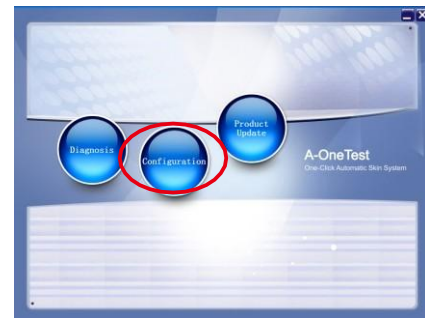 Product
Update
Diagnosis
Configuration
A-OneTest
One-Click Automatic Skin System